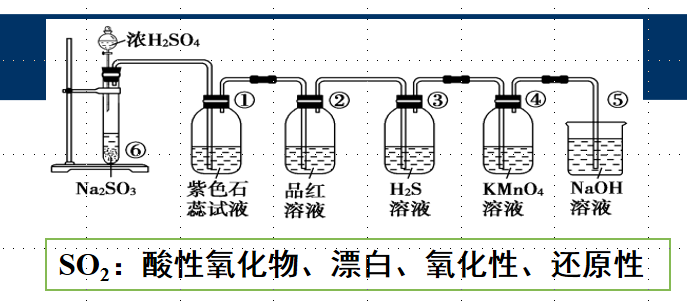 浓H₂SO₄
① ② ③ ④ ⑤
⑥
Na₂SO₃
紫色石
蕊试液
品红
溶液
H₂S
溶液
KMnO₄
溶液
NaOH
溶液
SO₂：酸性氧化物、漂白、氧化性、还原性